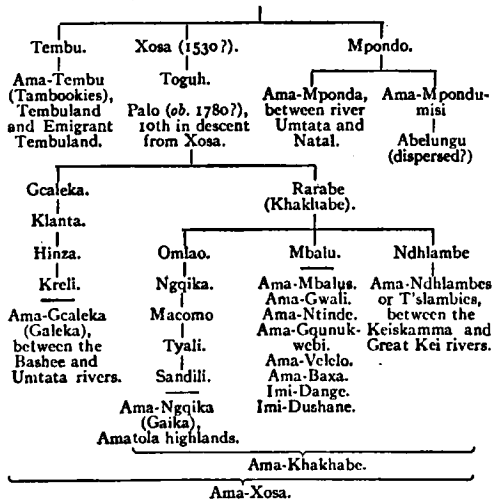 Tembu.
Xosa (1530?).
Mpondo.
Ama-Tembu
(Tambookies),
Tembuland
and Emigrant
Tembuland.
Toguh.
Palo (ob. 1780?),
10th in descent
from Xosa.
Ama-Mponda,
between river
Umtata and
Natal.
Ama-Mpondu-
misi
Abelungu
(dispersed?)
Gcaleka.
Klanta.
Hinza.
Kreli.
Ama-Gcaleka
(Galeka),
between the
Bashee and
Umtata rivers.
Rarabe
(Khakhabe).
Omlao.
Ngqika.
Macomo
Tyali.
Sandili.
Ama-Ngqika
(Gaika),
Amatola highlands.
Mbalu.
Ama-Mbalus.
Ama-Gwali.
Ama-Ntinde.
Ama-Gqunuk-
webi.
Ama-Velelo.
Ama-Baxa.
Imi-Dange.
Imi-Dushane.
Ndhlambe
Ama-Ndhlambes
or T'slambies,
between the
Keiskamma and
Great Kei rivers.
Ama-Khakhabe.
Ama-Xosa.